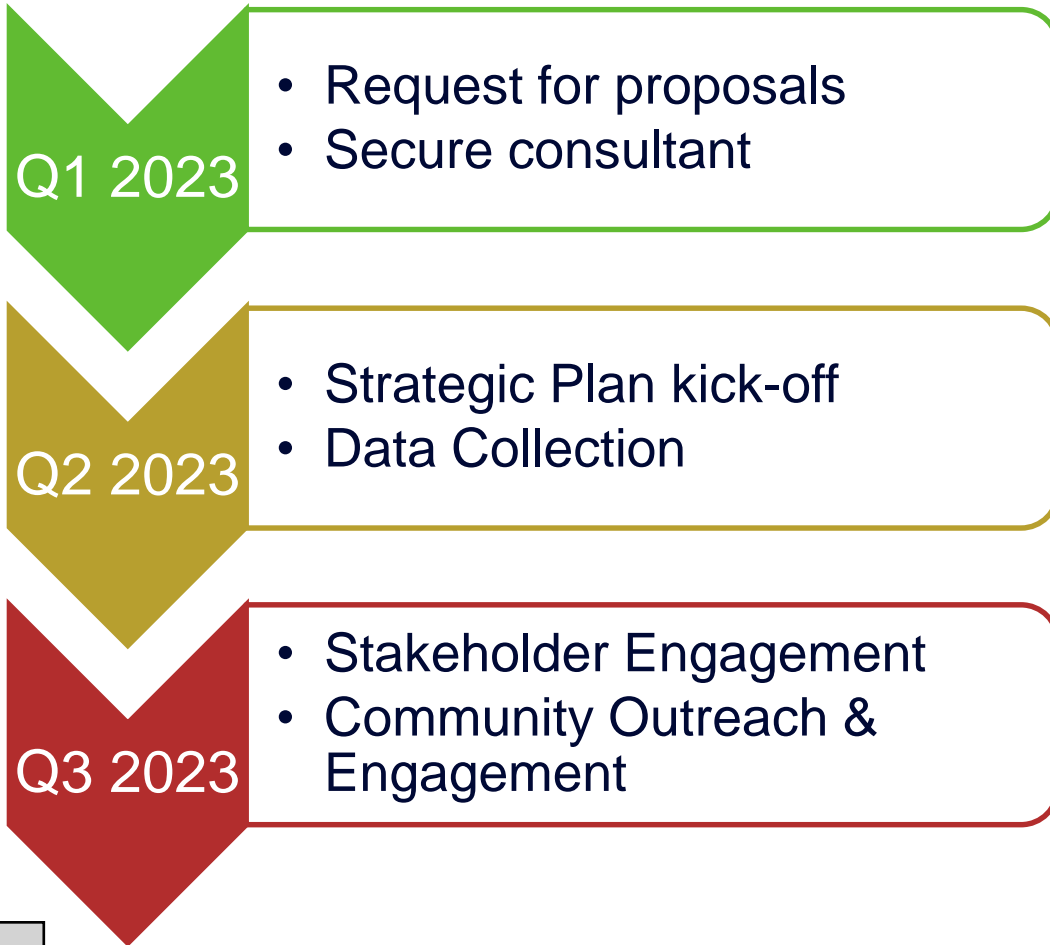 Q1 2023
• Request for proposals
• Secure consultant
Q2 2023
• Strategic Plan kick-off
• Data Collection
Q3 2023
• Stakeholder Engagement
• Community Outreach &
Engagement